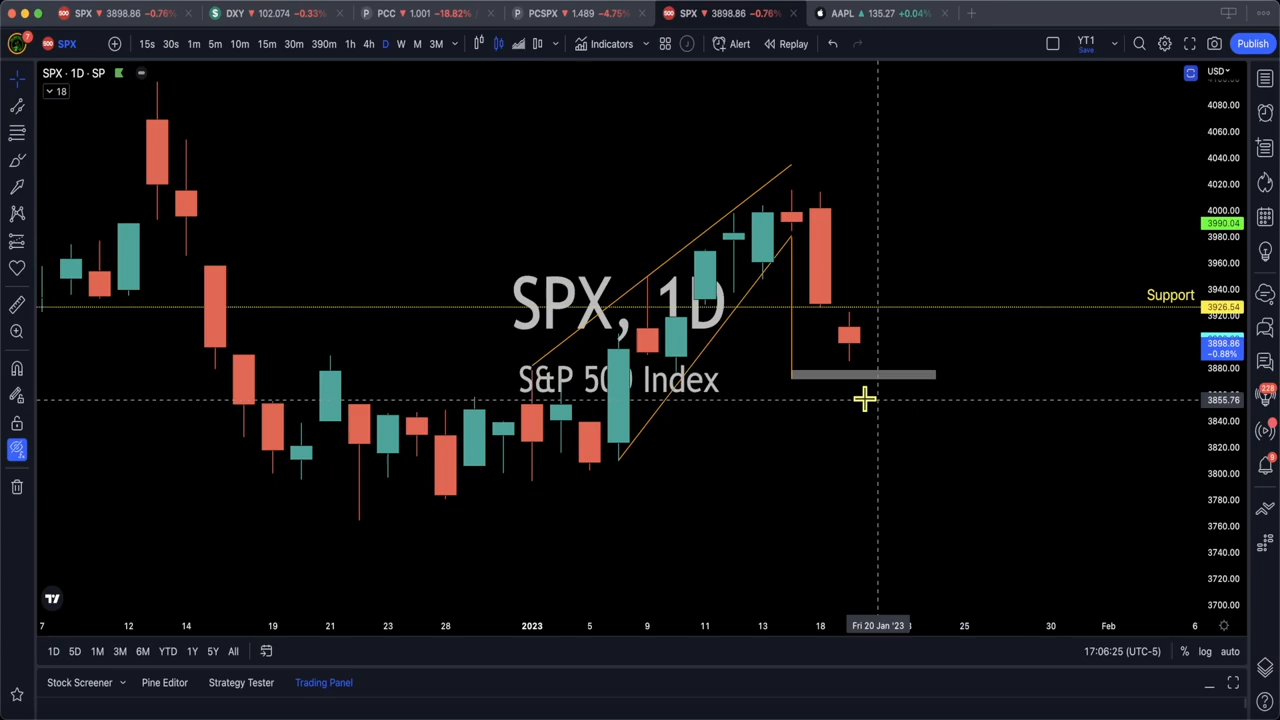 SPX ▼ 3898.86 −0.76%
DXY ▼ 102.074 −0.33%
PCC ▼ 1.001 −18.82%
PCSPX ▼ 1.489 −4.75%
SPX ▼ 3898.86 −0.76%
AAPL ▲ 135.27 +0.04%
7
500
SPX
15s 30s 1m 5m 10m 15m 30m 390m 1h 4h D W M 3M
Indicators
Alert
Replay
YT1
Save
Publish
SPX · 1D · SP
18
USD
4080.00
4060.00
4040.00
4020.00
4000.00
3990.04
3980.00
3960.00
3940.00
Support
3926.54
3920.00
3898.86
−0.88%
3880.00
3855.76
3840.00
3820.00
3800.00
3780.00
3760.00
3740.00
3720.00
3700.00
SPX, 1D
S&P 500 Index
228
9
7 12 14 19 21 23 28 2023 5 9 11 13 18 Fri 20 Jan '23 25 30 Feb 6
1D 5D 1M 3M 6M YTD 1Y 5Y All
17:06:25 (UTC-5)
% log auto
Stock Screener
Pine Editor
Strategy Tester
Trading Panel